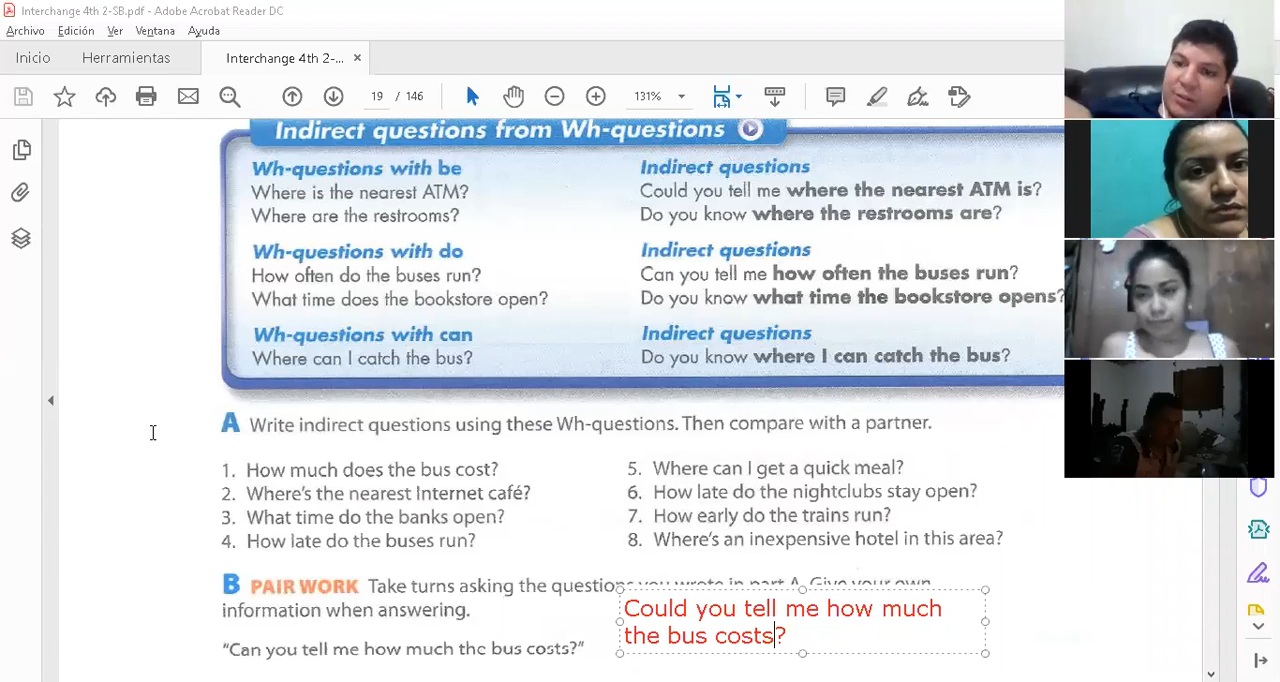 Interchange 4th 2-SB.pdf - Adobe Acrobat Reader DC
Archivo Edición Ver Ventana Ayuda
Inicio Herramientas Interchange 4th 2-... ×
19 / 146 131%
Indirect questions from Wh-questions
Wh-questions with be
Where is the nearest ATM?
Where are the restrooms?
Indirect questions
Could you tell me where the nearest ATM is?
Do you know where the restrooms are?
Wh-questions with do
How often do the buses run?
What time does the bookstore open?
Indirect questions
Can you tell me how often the buses run?
Do you know what time the bookstore opens?
Wh-questions with can
Where can I catch the bus?
Indirect questions
Do you know where I can catch the bus?
A Write indirect questions using these Wh-questions. Then compare with a partner.
1. How much does the bus cost?
2. Where's the nearest Internet café?
3. What time do the banks open?
4. How late do the buses run?
5. Where can I get a quick meal?
6. How late do the nightclubs stay open?
7. How early do the trains run?
8. Where's an inexpensive hotel in this area?
B PAIR WORK Take turns asking the questions you wrote in part A. Give your own
information when answering.
"Can you tell me how much the bus costs?"
Could you tell me how much
the bus costs?